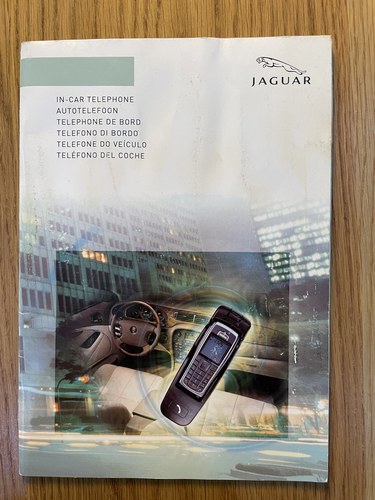 JAGUAR
IN-CAR TELEPHONE
AUTOTELEFOON
TELEPHONE DE BORD
TELEFONO DI BORDO
TELEFONE DO VEÍCULO
TELÉFONO DEL COCHE